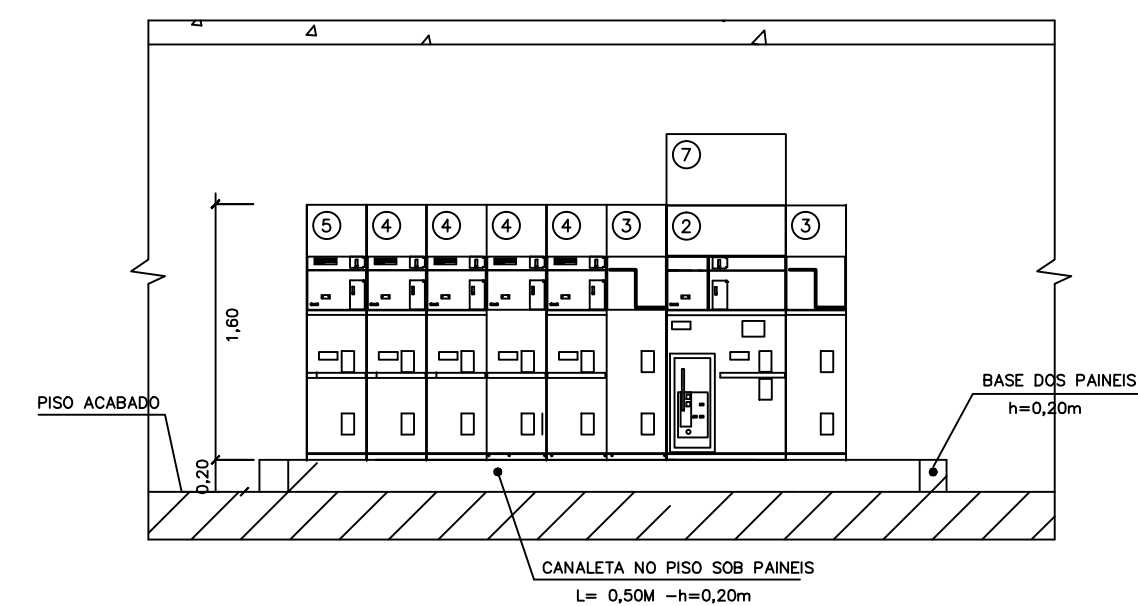 7
5 4 4 4 4 3 2 3
1,60
PISO ACABADO
BASE DOS PAINEIS
h=0,20m
0,20
CANALETA NO PISO SOB PAINEIS
L= 0,50M -h=0,20m